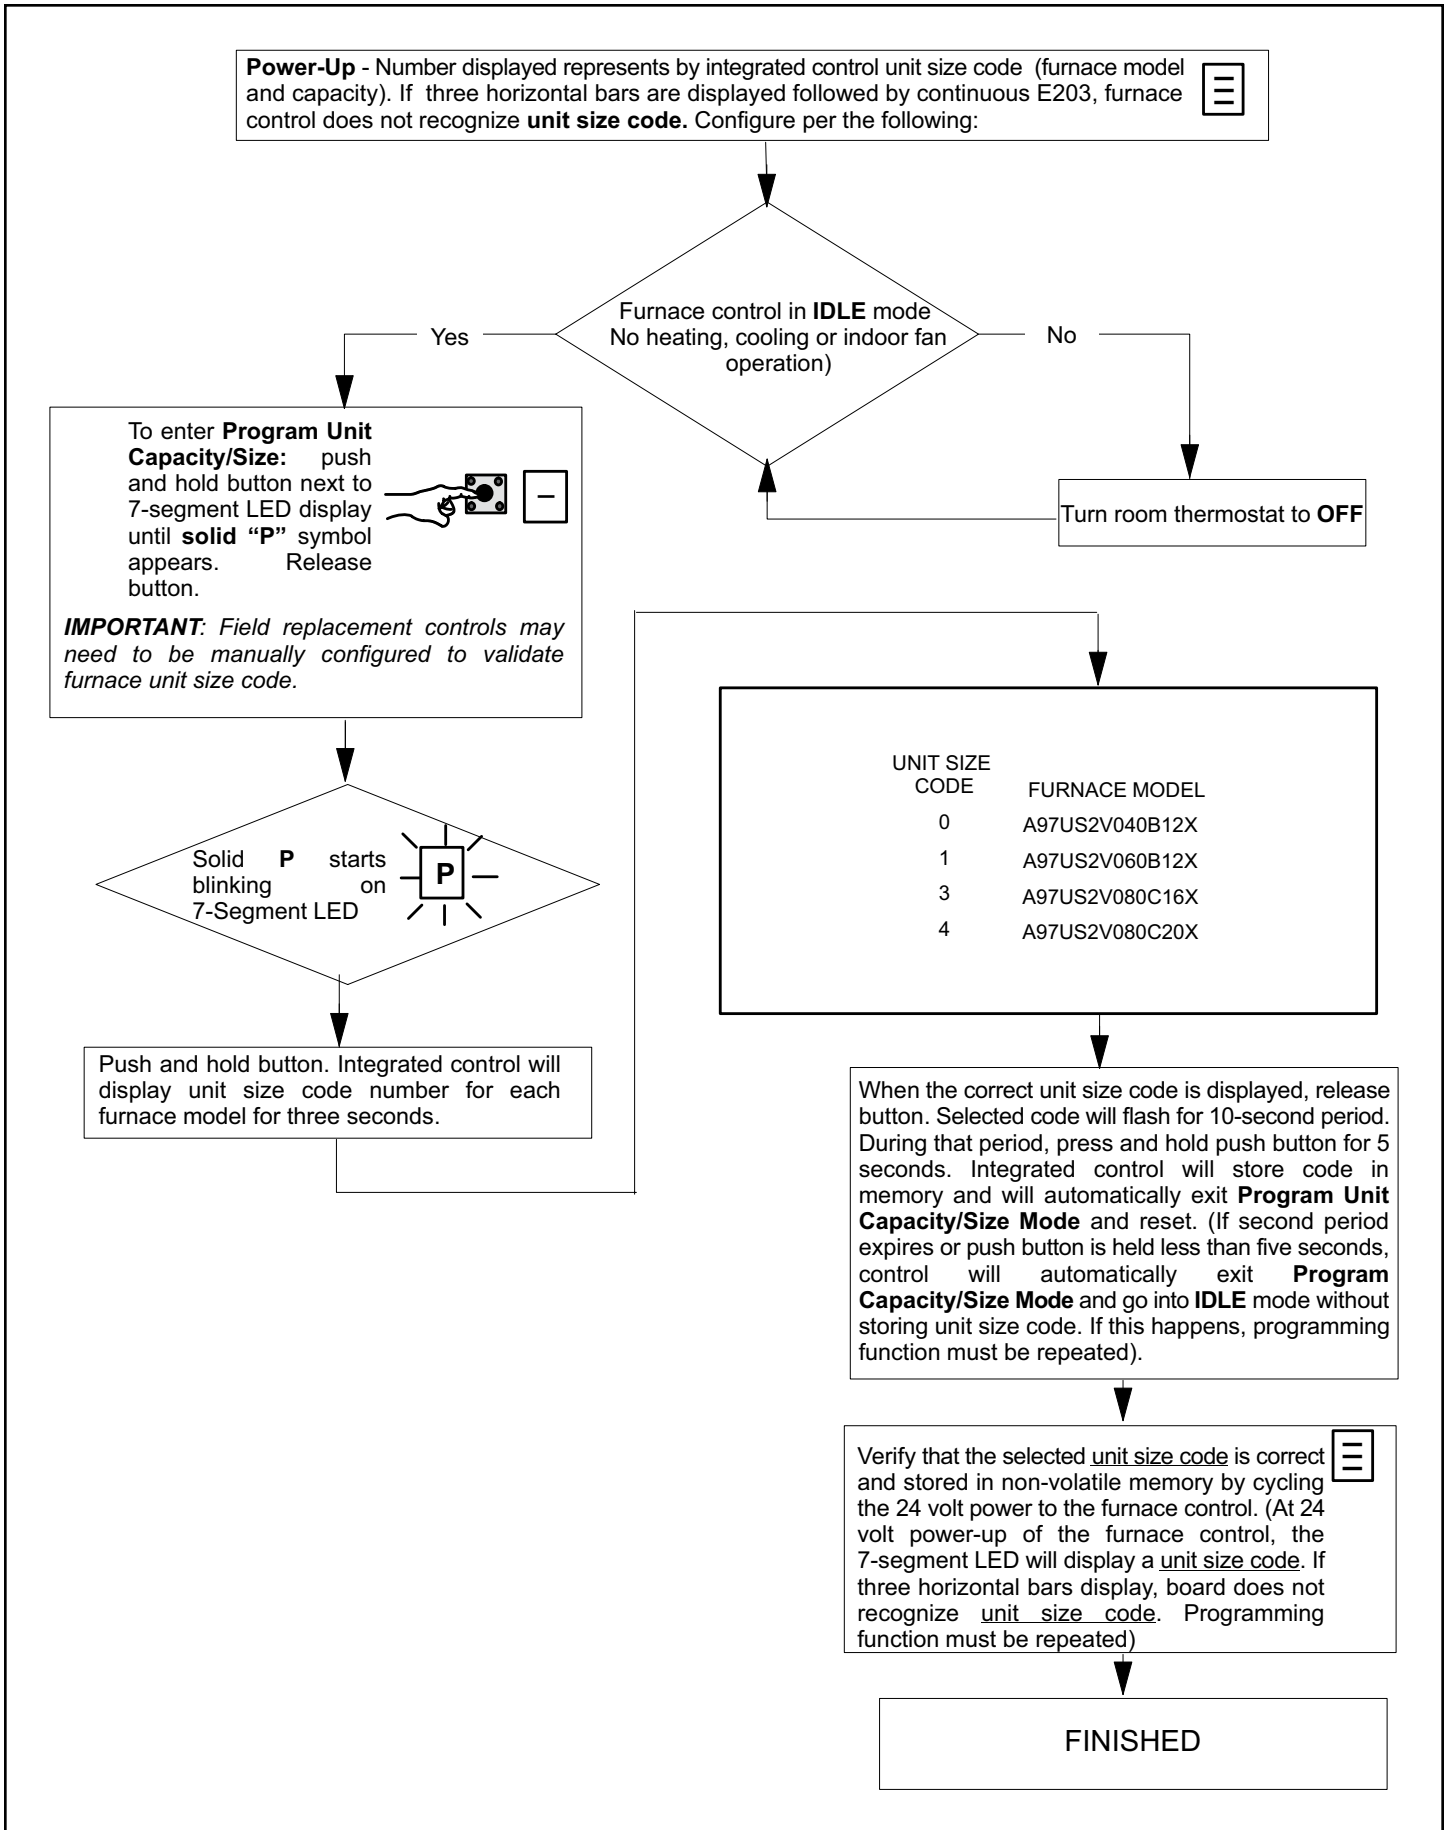 Power-Up - Number displayed represents by integrated control unit size code (furnace model
and capacity). If three horizontal bars are displayed followed by continuous E203, furnace
control does not recognize unit size code. Configure per the following:
Furnace control in IDLE mode
No heating, cooling or indoor fan
operation)
Yes
No
To enter Program Unit
Capacity/Size: push
and hold button next to
7-segment LED display
until solid “P” symbol
appears. Release
button.
IMPORTANT: Field replacement controls may
need to be manually configured to validate
furnace unit size code.
Turn room thermostat to OFF
Solid P starts
blinking on
7-Segment LED
P
Push and hold button. Integrated control will
display unit size code number for each
furnace model for three seconds.
UNIT SIZE
CODE
FURNACE MODEL
0 A97US2V040B12X
1 A97US2V060B12X
3 A97US2V080C16X
4 A97US2V080C20X
When the correct unit size code is displayed, release
button. Selected code will flash for 10-second period.
During that period, press and hold push button for 5
seconds. Integrated control will store code in
memory and will automatically exit Program Unit
Capacity/Size Mode and reset. (If second period
expires or push button is held less than five seconds,
control will automatically exit Program
Capacity/Size Mode and go into IDLE mode without
storing unit size code. If this happens, programming
function must be repeated).
Verify that the selected unit size code is correct
and stored in non-volatile memory by cycling
the 24 volt power to the furnace control. (At 24
volt power-up of the furnace control, the
7-segment LED will display a unit size code. If
three horizontal bars display, board does not
recognize unit size code. Programming
function must be repeated)
FINISHED